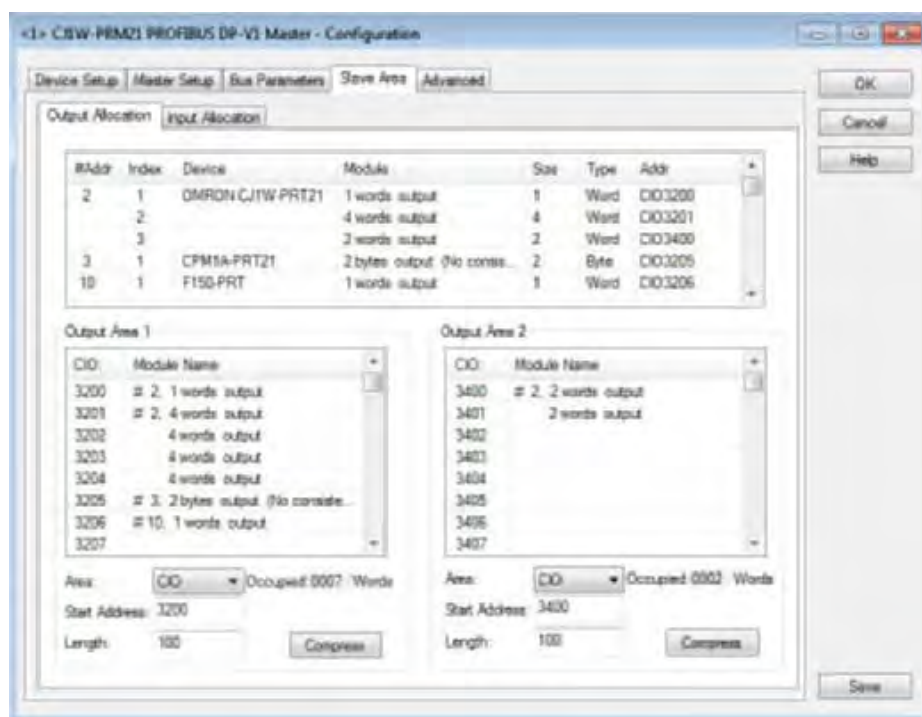 <1> CJ1W-PRM21 PROFIBUS DP-V1 Master - Configuration
Device Setup Master Setup Bus Parameters Slave Area Advanced
OK
Cancel
Help
Output Allocation Input Allocation
#Addr Index Device Module Size Type Addr
2 1 OMRON CJ1W-PRT21 1 words output 1 Word CIO3200
2 4 words output 4 Word CIO3201
3 2 words output 2 Word CIO3400
3 1 CPM1A-PRT21 2 bytes output (No consis... 2 Byte CIO3205
10 1 F150-PRT 1 words output 1 Word CIO3206
Output Area 1
CIO: Module Name
3200 # 2, 1 words output
3201 # 2, 4 words output
3202 4 words output
3203 4 words output
3204 4 words output
3205 # 3, 2 bytes output (No consiste...
3206 # 10, 1 words output
3207
Area: CIO Occupied 0007 Words
Start Address: 3200
Length: 100 Compress
Output Area 2
CIO: Module Name
3400 # 2, 2 words output
3401 2 words output
3402
3403
3404
3405
3406
3407
Area: CIO Occupied 0002 Words
Start Address: 3400
Length: 100 Compress
Save